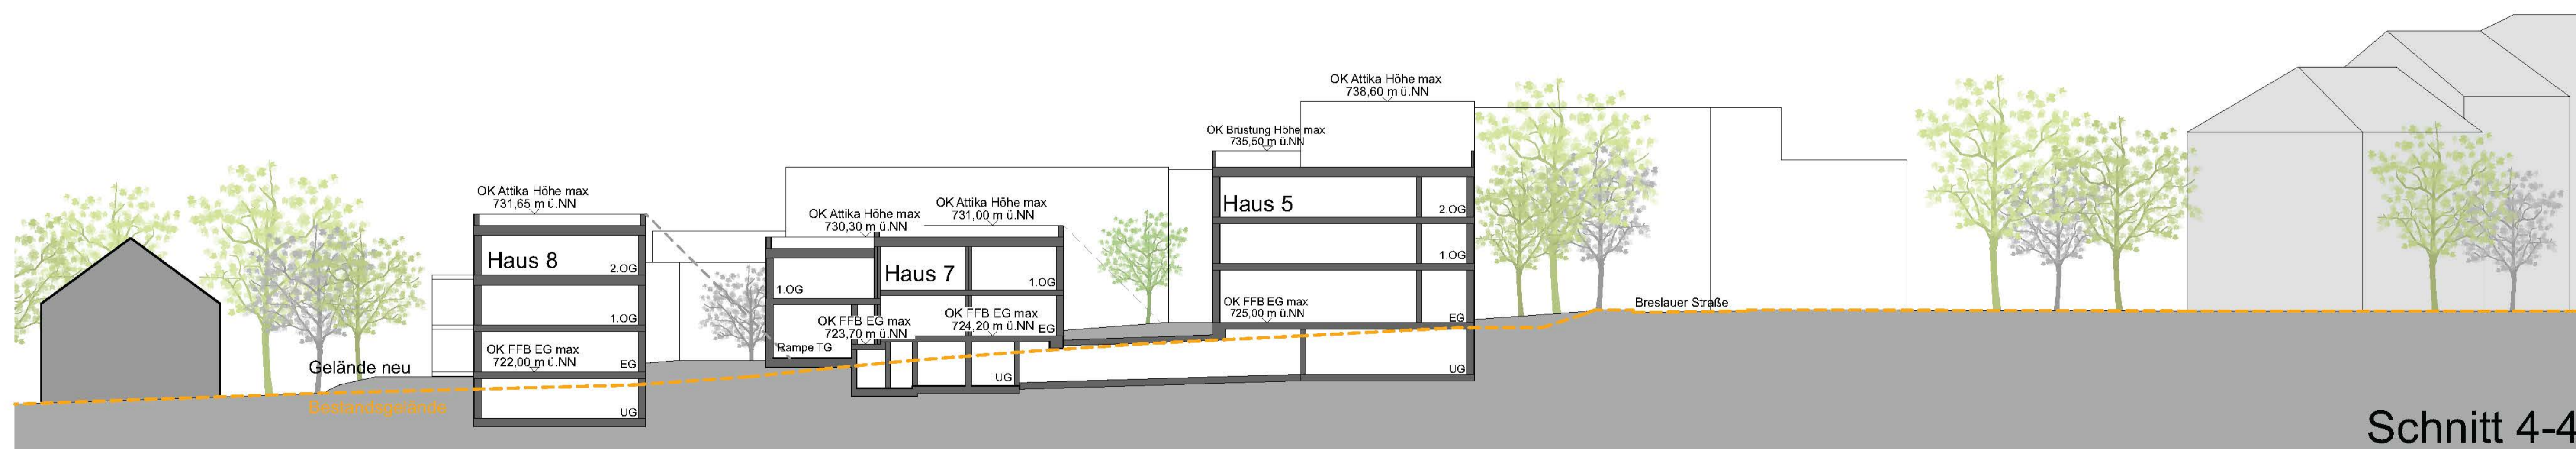 OK Attika Höhe max
731,65 m ü.NN
Haus 8
2.OG
1.OG
OK FFB EG max
722,00 m ü.NN
EG
UG
Gelände neu
Bestandsgelände
OK Attika Höhe max
730,30 m ü.NN
OK Attika Höhe max
731,00 m ü.NN
Haus 7
1.OG
1.OG
OK FFB EG max
723,70 m ü.NN
OK FFB EG max
724,20 m ü.NN
EG
Rampe TG
UG
OK Brüstung Höhe max
735,50 m ü.NN
OK Attika Höhe max
738,60 m ü.NN
Haus 5
2.OG
1.OG
OK FFB EG max
725,00 m ü.NN
EG
UG
Breslauer Straße
Schnitt 4-4